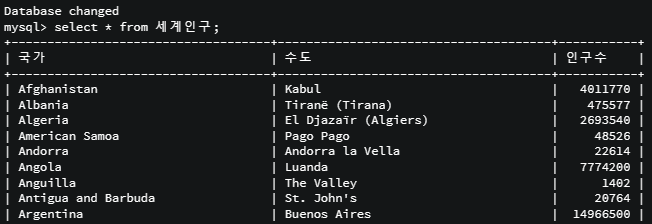 Database changed
mysql> select * from 세계인구;
+-----------------------------------+-------------------------------------+-----------+
| 국가 | 수도 | 인구수 |
+-----------------------------------+-------------------------------------+-----------+
| Afghanistan | Kabul | 4011770 |
| Albania | Tiranë (Tirana) | 475577 |
| Algeria | El Djazaïr (Algiers) | 2693540 |
| American Samoa | Pago Pago | 48526 |
| Andorra | Andorra la Vella | 22614 |
| Angola | Luanda | 7774200 |
| Anguilla | The Valley | 1402 |
| Antigua and Barbuda | St. John's | 20764 |
| Argentina | Buenos Aires | 14966500 |